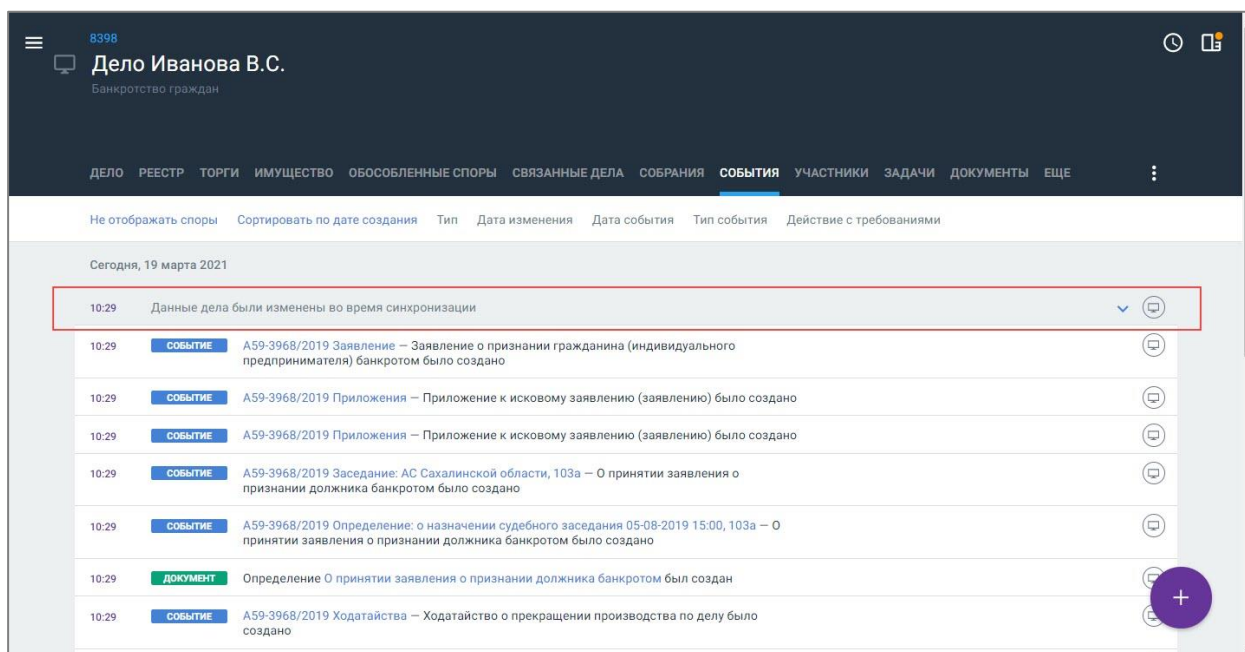 8398
Дело Иванова В.С.
Банкротство граждан
ДЕЛО РЕЕСТР ТОРГИ ИМУЩЕСТВО ОБОСОБЛЕННЫЕ СПОРЫ СВЯЗАННЫЕ ДЕЛА СОБРАНИЯ СОБЫТИЯ УЧАСТНИКИ ЗАДАЧИ ДОКУМЕНТЫ ЕЩЕ
Не отображать споры Сортировать по дате создания Тип Дата изменения Дата события Тип события Действие с требованиями
Сегодня, 19 марта 2021
10:29 Данные дела были изменены во время синхронизации
10:29 СОБЫТИЕ А59-3968/2019 Заявление — Заявление о признании гражданина (индивидуального
предпринимателя) банкротом было создано
10:29 СОБЫТИЕ А59-3968/2019 Приложения — Приложение к исковому заявлению (заявлению) было создано
10:29 СОБЫТИЕ А59-3968/2019 Приложения — Приложение к исковому заявлению (заявлению) было создано
10:29 СОБЫТИЕ А59-3968/2019 Заседание: АС Сахалинской области, 103а — О принятии заявления о
признании должника банкротом было создано
10:29 СОБЫТИЕ А59-3968/2019 Определение: о назначении судебного заседания 05-08-2019 15:00, 103а — О
принятии заявления о признании должника банкротом было создано
10:29 ДОКУМЕНТ Определение О принятии заявления о признании должника банкротом был создан
10:29 СОБЫТИЕ А59-3968/2019 Ходатайства — Ходатайство о прекращении производства по делу было
создано